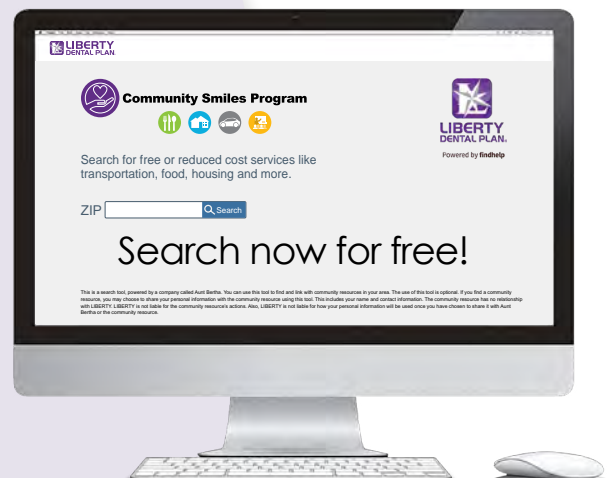 LIBERTY
DENTAL PLAN.
Community Smiles Program
LIBERTY
DENTAL PLAN.
Powered by findhelp
Search for free or reduced cost services like
transportation, food, housing and more.
ZIP
Search
Search now for free!
This is a search tool, powered by a company called Aunt Bertha. You can use this tool to find and link with community resources in your area. The use of this tool is optional. If you find a community
resource, you may choose to share your personal information with the community resource using this tool. This includes your name and contact information. The community resource has no relationship
with LIBERTY. LIBERTY is not liable for the community resource's actions. Also, LIBERTY is not liable for how your personal information will be used once you have chosen to share it with Aunt
Bertha or the community resource.